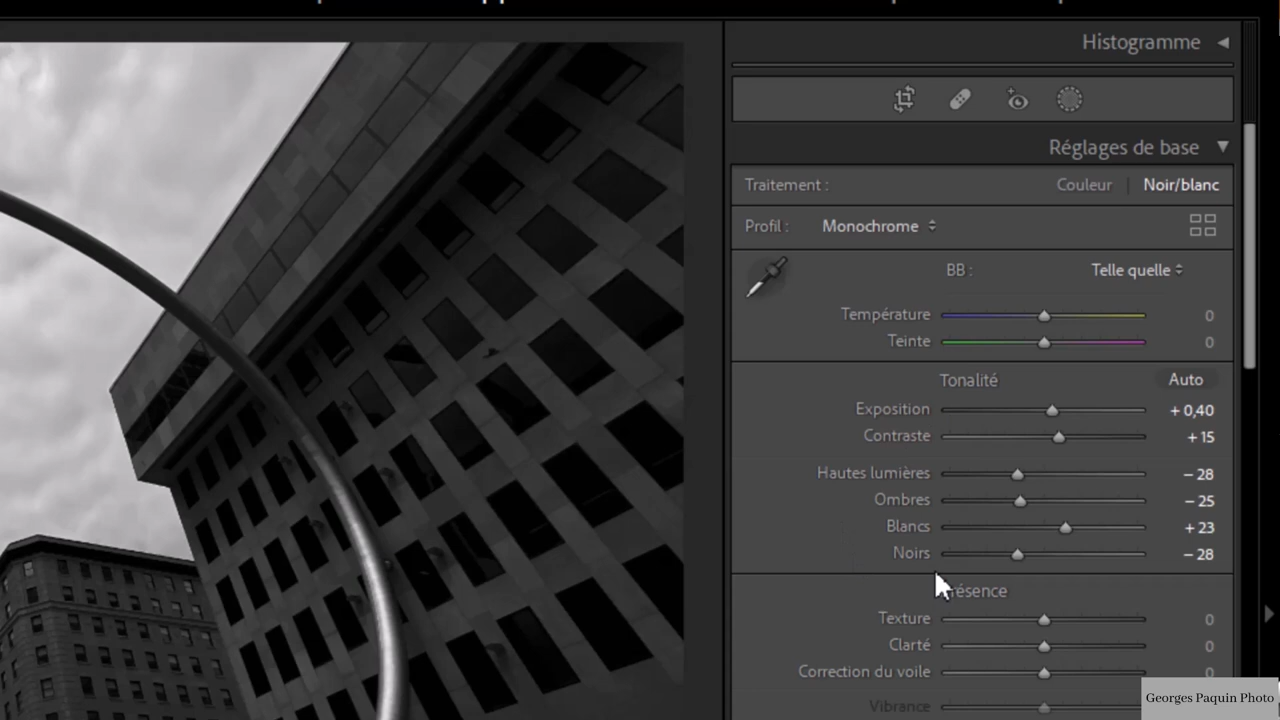 Histogramme
Réglages de base
Traitement : Couleur | Noir/blanc
Profil : Monochrome
BB : Telle quelle
Température 0
Teinte 0
Tonalité Auto
Exposition + 0,40
Contraste + 15
Hautes lumières − 28
Ombres − 25
Blancs + 23
Noirs − 28
résence
Texture 0
Clarté 0
Correction du voile 0
Vibrance
Georges Paquin Photo